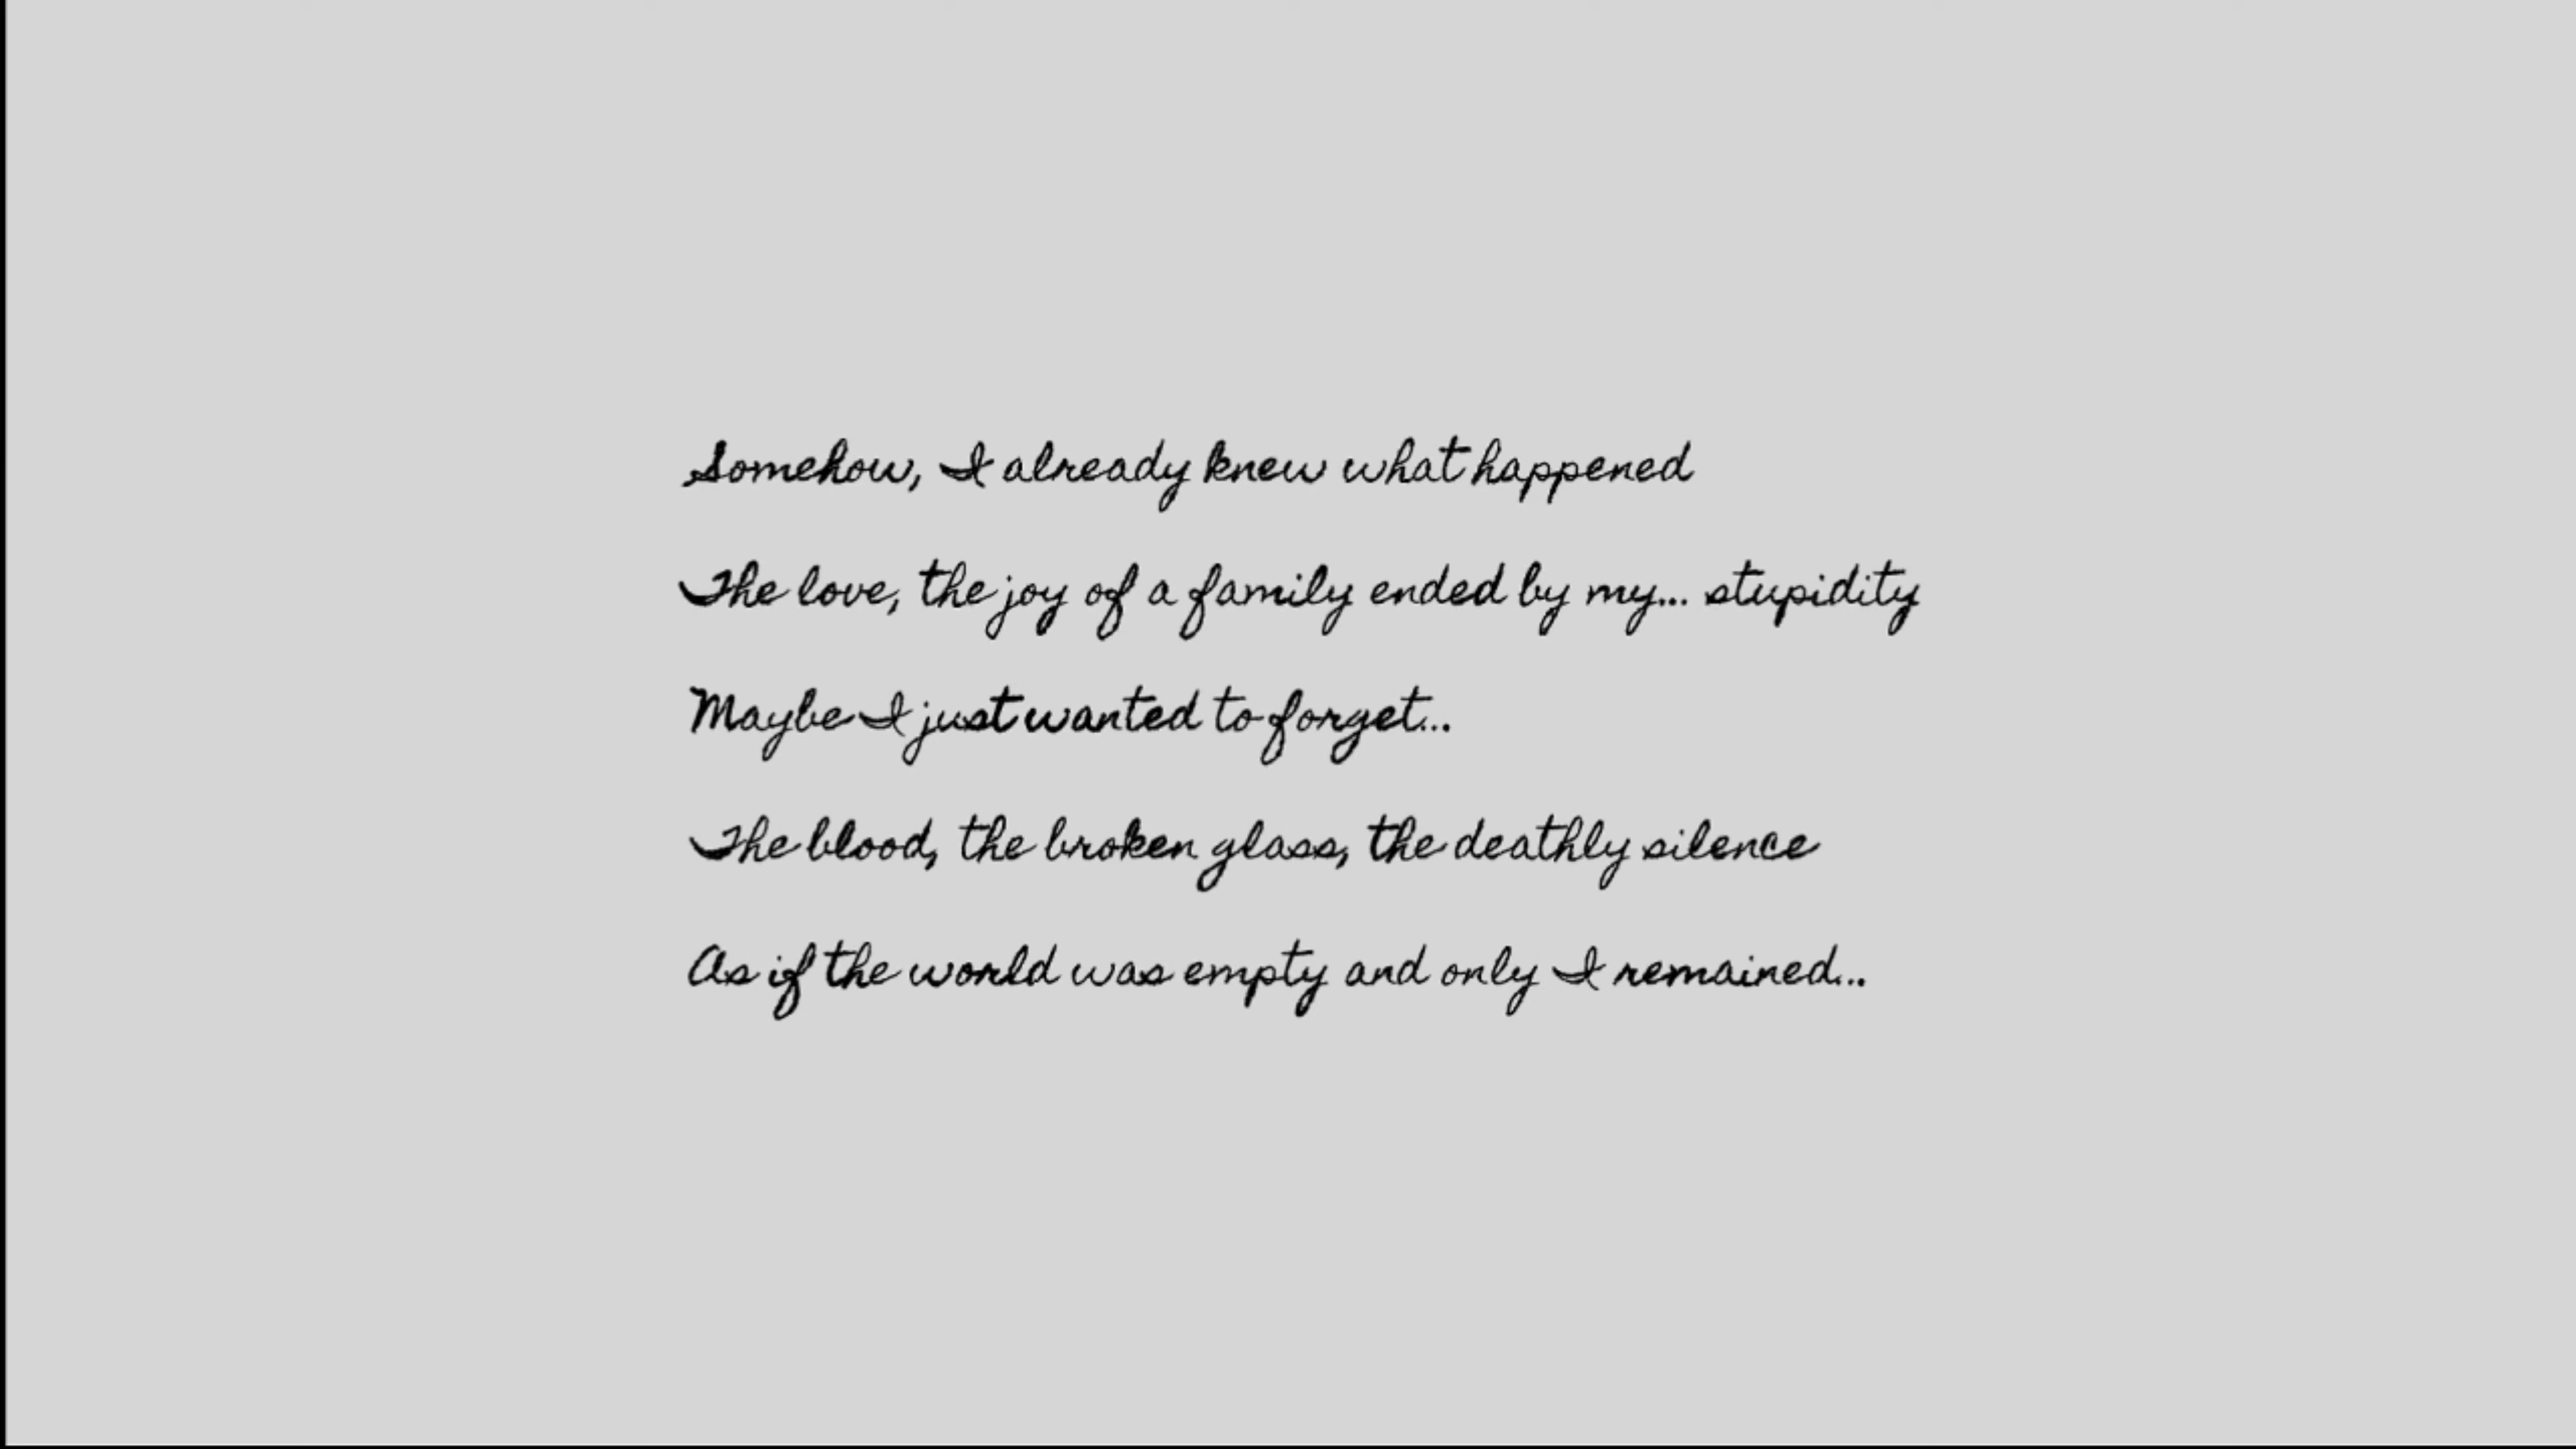 Somehow, I already knew what happened
The love, the joy of a family ended by my... stupidity
Maybe I just wanted to forget...
The blood, the broken glass, the deathly silence
As if the world was empty and only I remained...